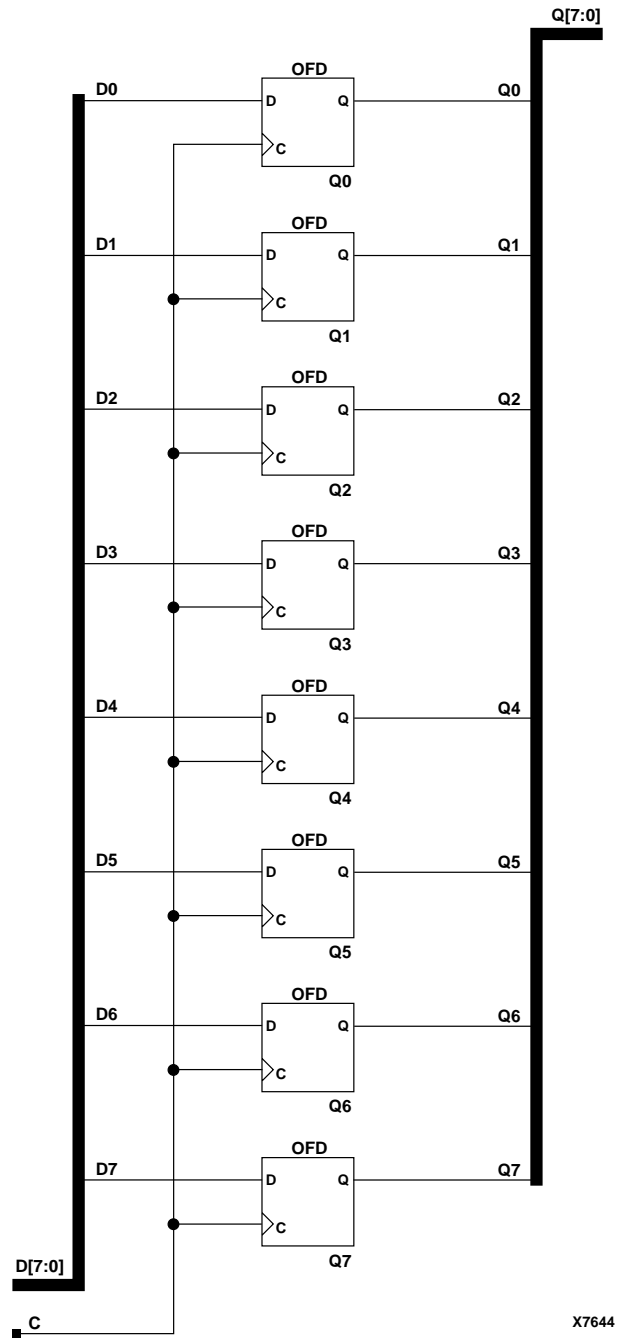 Q[7:0]
OFD
D0 D Q Q0
C
Q0
OFD
D1 D Q Q1
C
Q1
OFD
D2 D Q Q2
C
Q2
OFD
D3 D Q Q3
C
Q3
OFD
D4 D Q Q4
C
Q4
OFD
D5 D Q Q5
C
Q5
OFD
D6 D Q Q6
C
Q6
OFD
D7 D Q Q7
C
Q7
D[7:0]
C
X7644